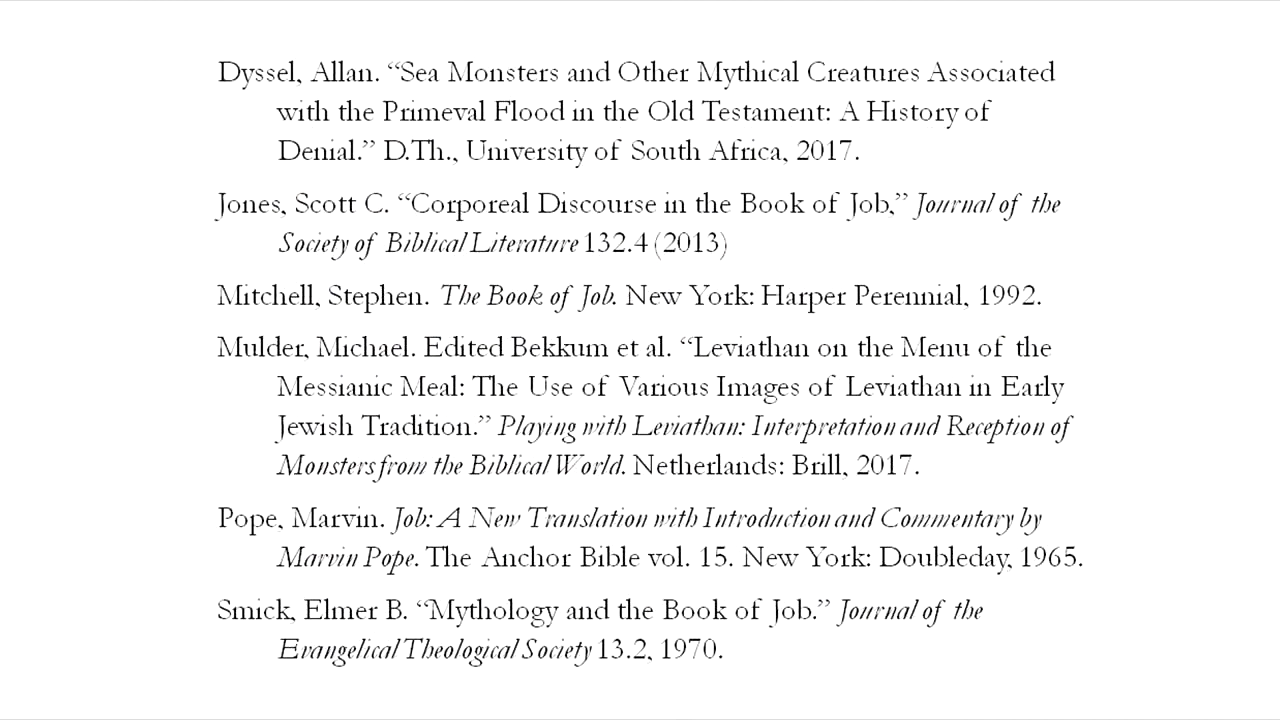 Dyssel, Allan. “Sea Monsters and Other Mythical Creatures Associated
with the Primeval Flood in the Old Testament: A History of
Denial.” D.Th., University of South Africa, 2017.
Jones, Scott C. “Corporeal Discourse in the Book of Job,” Journal of the
Society of Biblical Literature 132.4 (2013)
Mitchell, Stephen. The Book of Job. New York: Harper Perennial, 1992.
Mulder, Michael. Edited Bekkum et al. “Leviathan on the Menu of the
Messianic Meal: The Use of Various Images of Leviathan in Early
Jewish Tradition.” Playing with Leviathan: Interpretation and Reception of
Monsters from the Biblical World. Netherlands: Brill, 2017.
Pope, Marvin. Job: A New Translation with Introduction and Commentary by
Marvin Pope. The Anchor Bible vol. 15. New York: Doubleday, 1965.
Smick, Elmer B. “Mythology and the Book of Job.” Journal of the
Evangelical Theological Society 13.2, 1970.